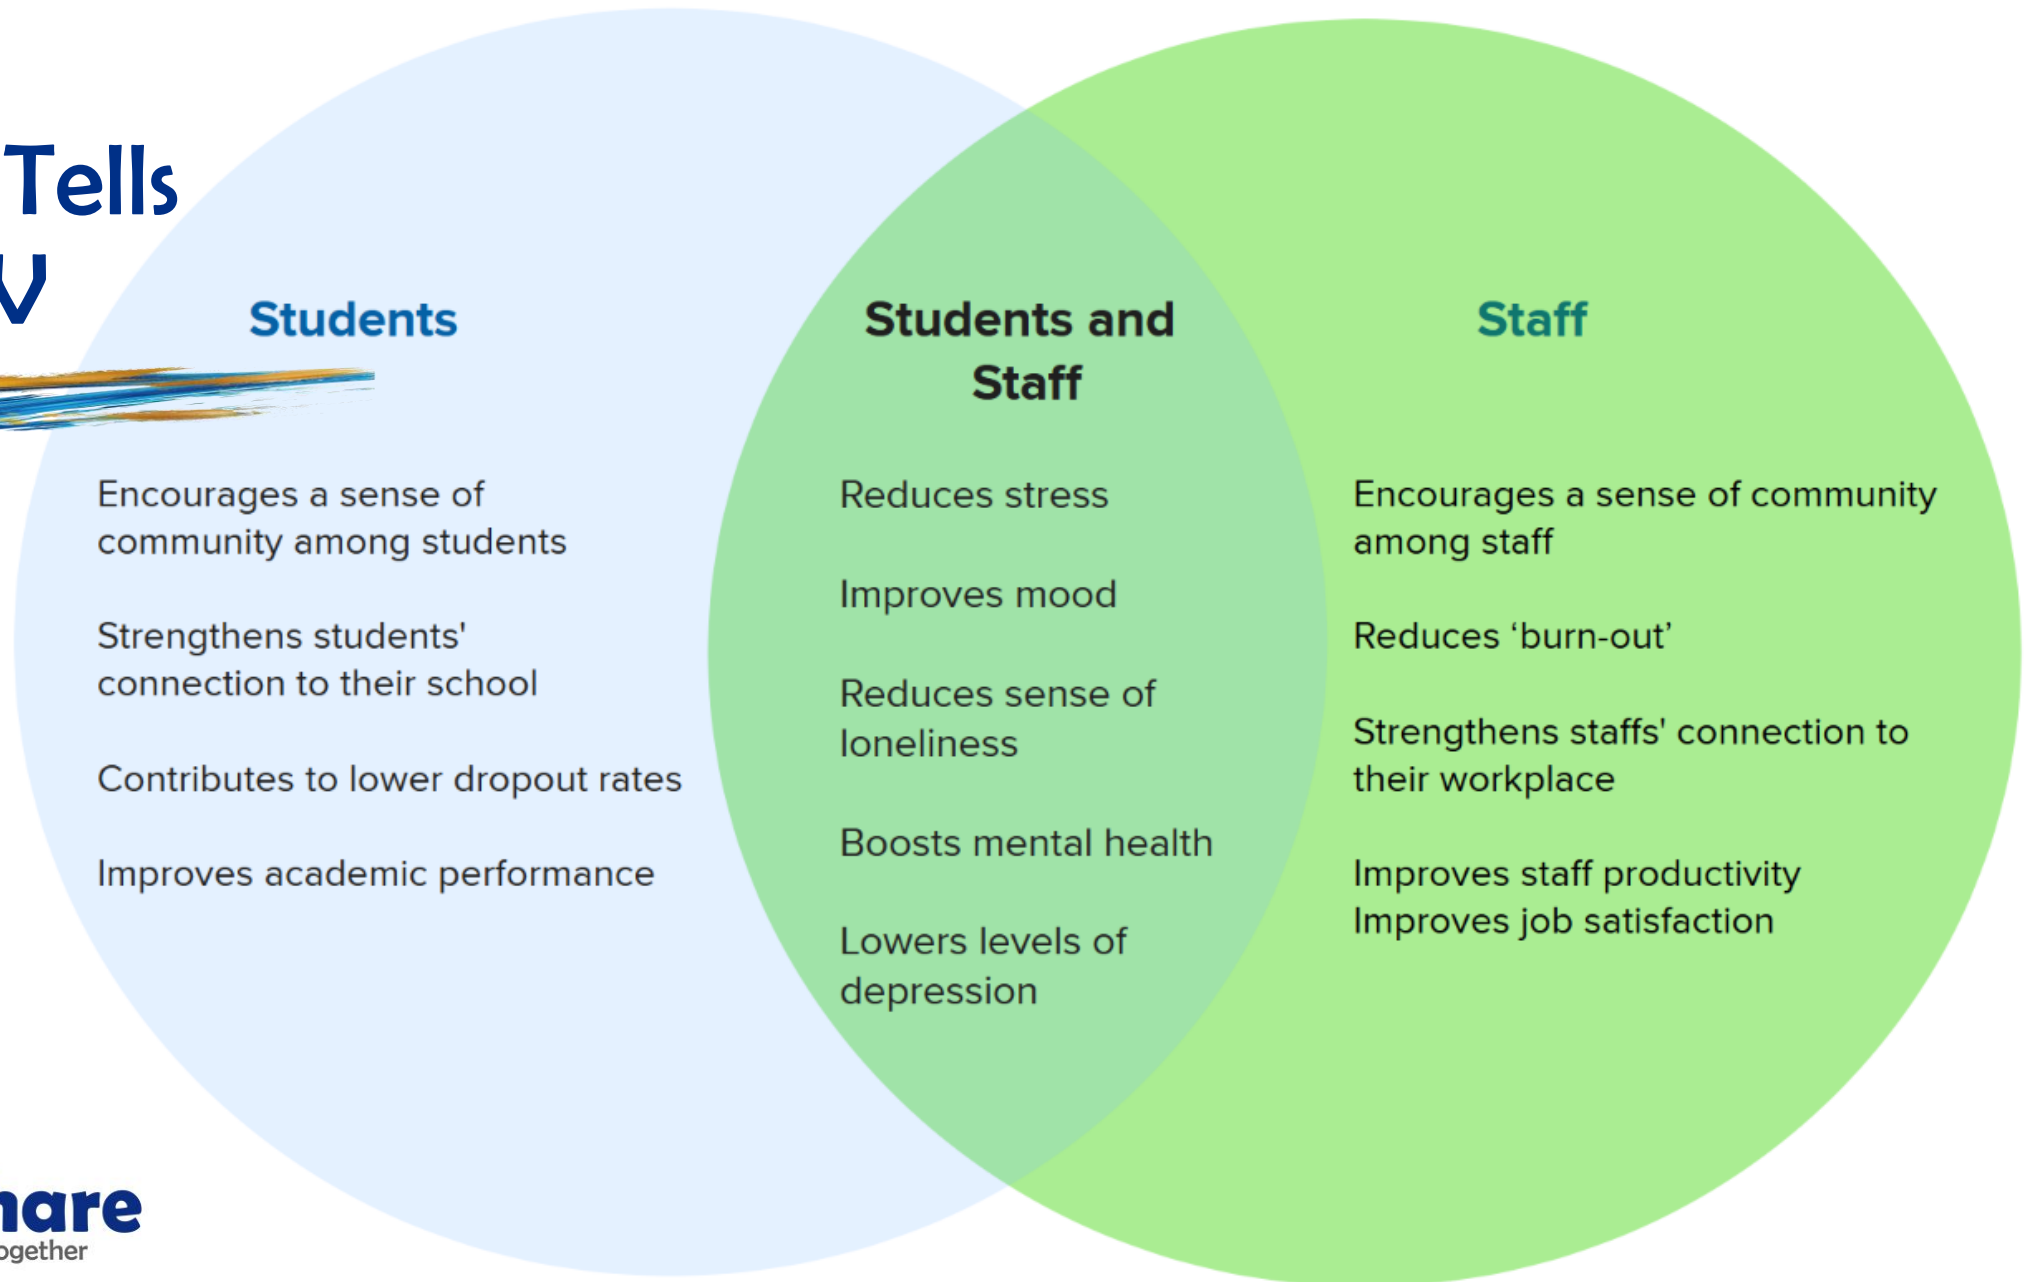 Tells
Students
Encourages a sense of
community among students
Strengthens students'
connection to their school
Contributes to lower dropout rates
Improves academic performance
Students and
Staff
Reduces stress
Improves mood
Reduces sense of
loneliness
Boosts mental health
Lowers levels of
depression
Staff
Encourages a sense of community
among staff
Reduces ‘burn-out’
Strengthens staffs' connection to
their workplace
Improves staff productivity
Improves job satisfaction